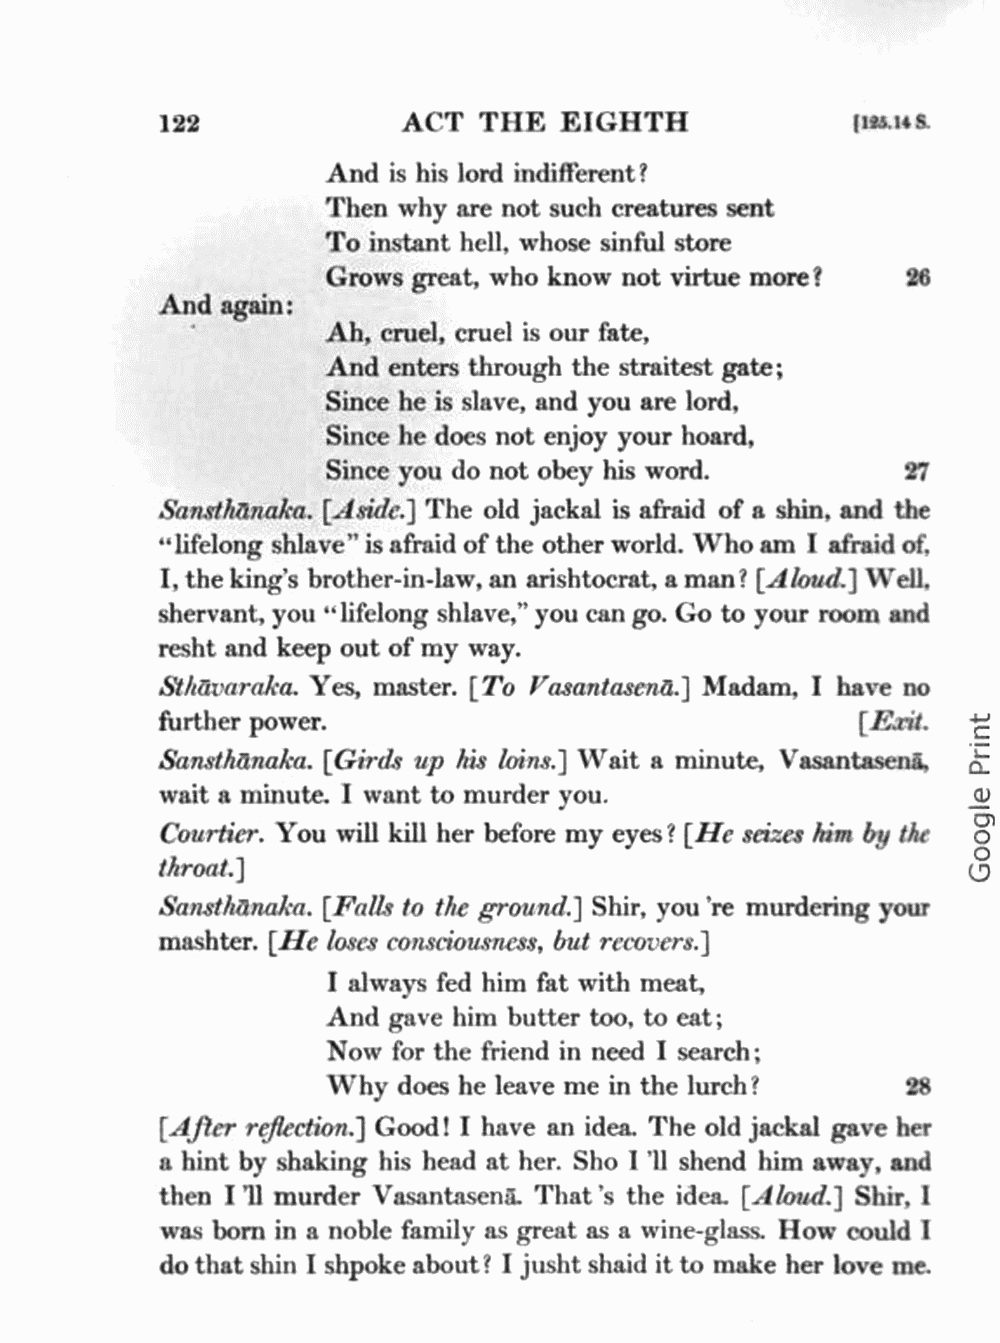 122 ACT THE EIGHTH [125.14 S.
And is his lord indifferent?
Then why are not such creatures sent
To instant hell, whose sinful store
Grows great, who know not virtue more? 26
And again:
Ah, cruel, cruel is our fate,
And enters through the straitest gate;
Since he is slave, and you are lord,
Since he does not enjoy your hoard,
Since you do not obey his word. 27
Sansthānaka. [Aside.] The old jackal is afraid of a shin, and the
“lifelong shlave” is afraid of the other world. Who am I afraid of,
I, the king's brother-in-law, an arishtocrat, a man? [Aloud.] Well,
shervant, you “lifelong shlave,” you can go. Go to your room and
resht and keep out of my way.
Sthāvaraka. Yes, master. [To Vasantasenā.] Madam, I have no
further power. [Exit.
Sansthānaka. [Girds up his loins.] Wait a minute, Vasantasenā,
wait a minute. I want to murder you.
Courtier. You will kill her before my eyes? [He seizes him by the
throat.]
Sansthānaka. [Falls to the ground.] Shir, you 're murdering your
mashter. [He loses consciousness, but recovers.]
I always fed him fat with meat,
And gave him butter too, to eat;
Now for the friend in need I search;
Why does he leave me in the lurch? 28
[After reflection.] Good! I have an idea. The old jackal gave her
a hint by shaking his head at her. Sho I 'll shend him away, and
then I 'll murder Vasantasenā. That 's the idea. [Aloud.] Shir, I
was born in a noble family as great as a wine-glass. How could I
do that shin I shpoke about? I jusht shaid it to make her love me.
Google Print